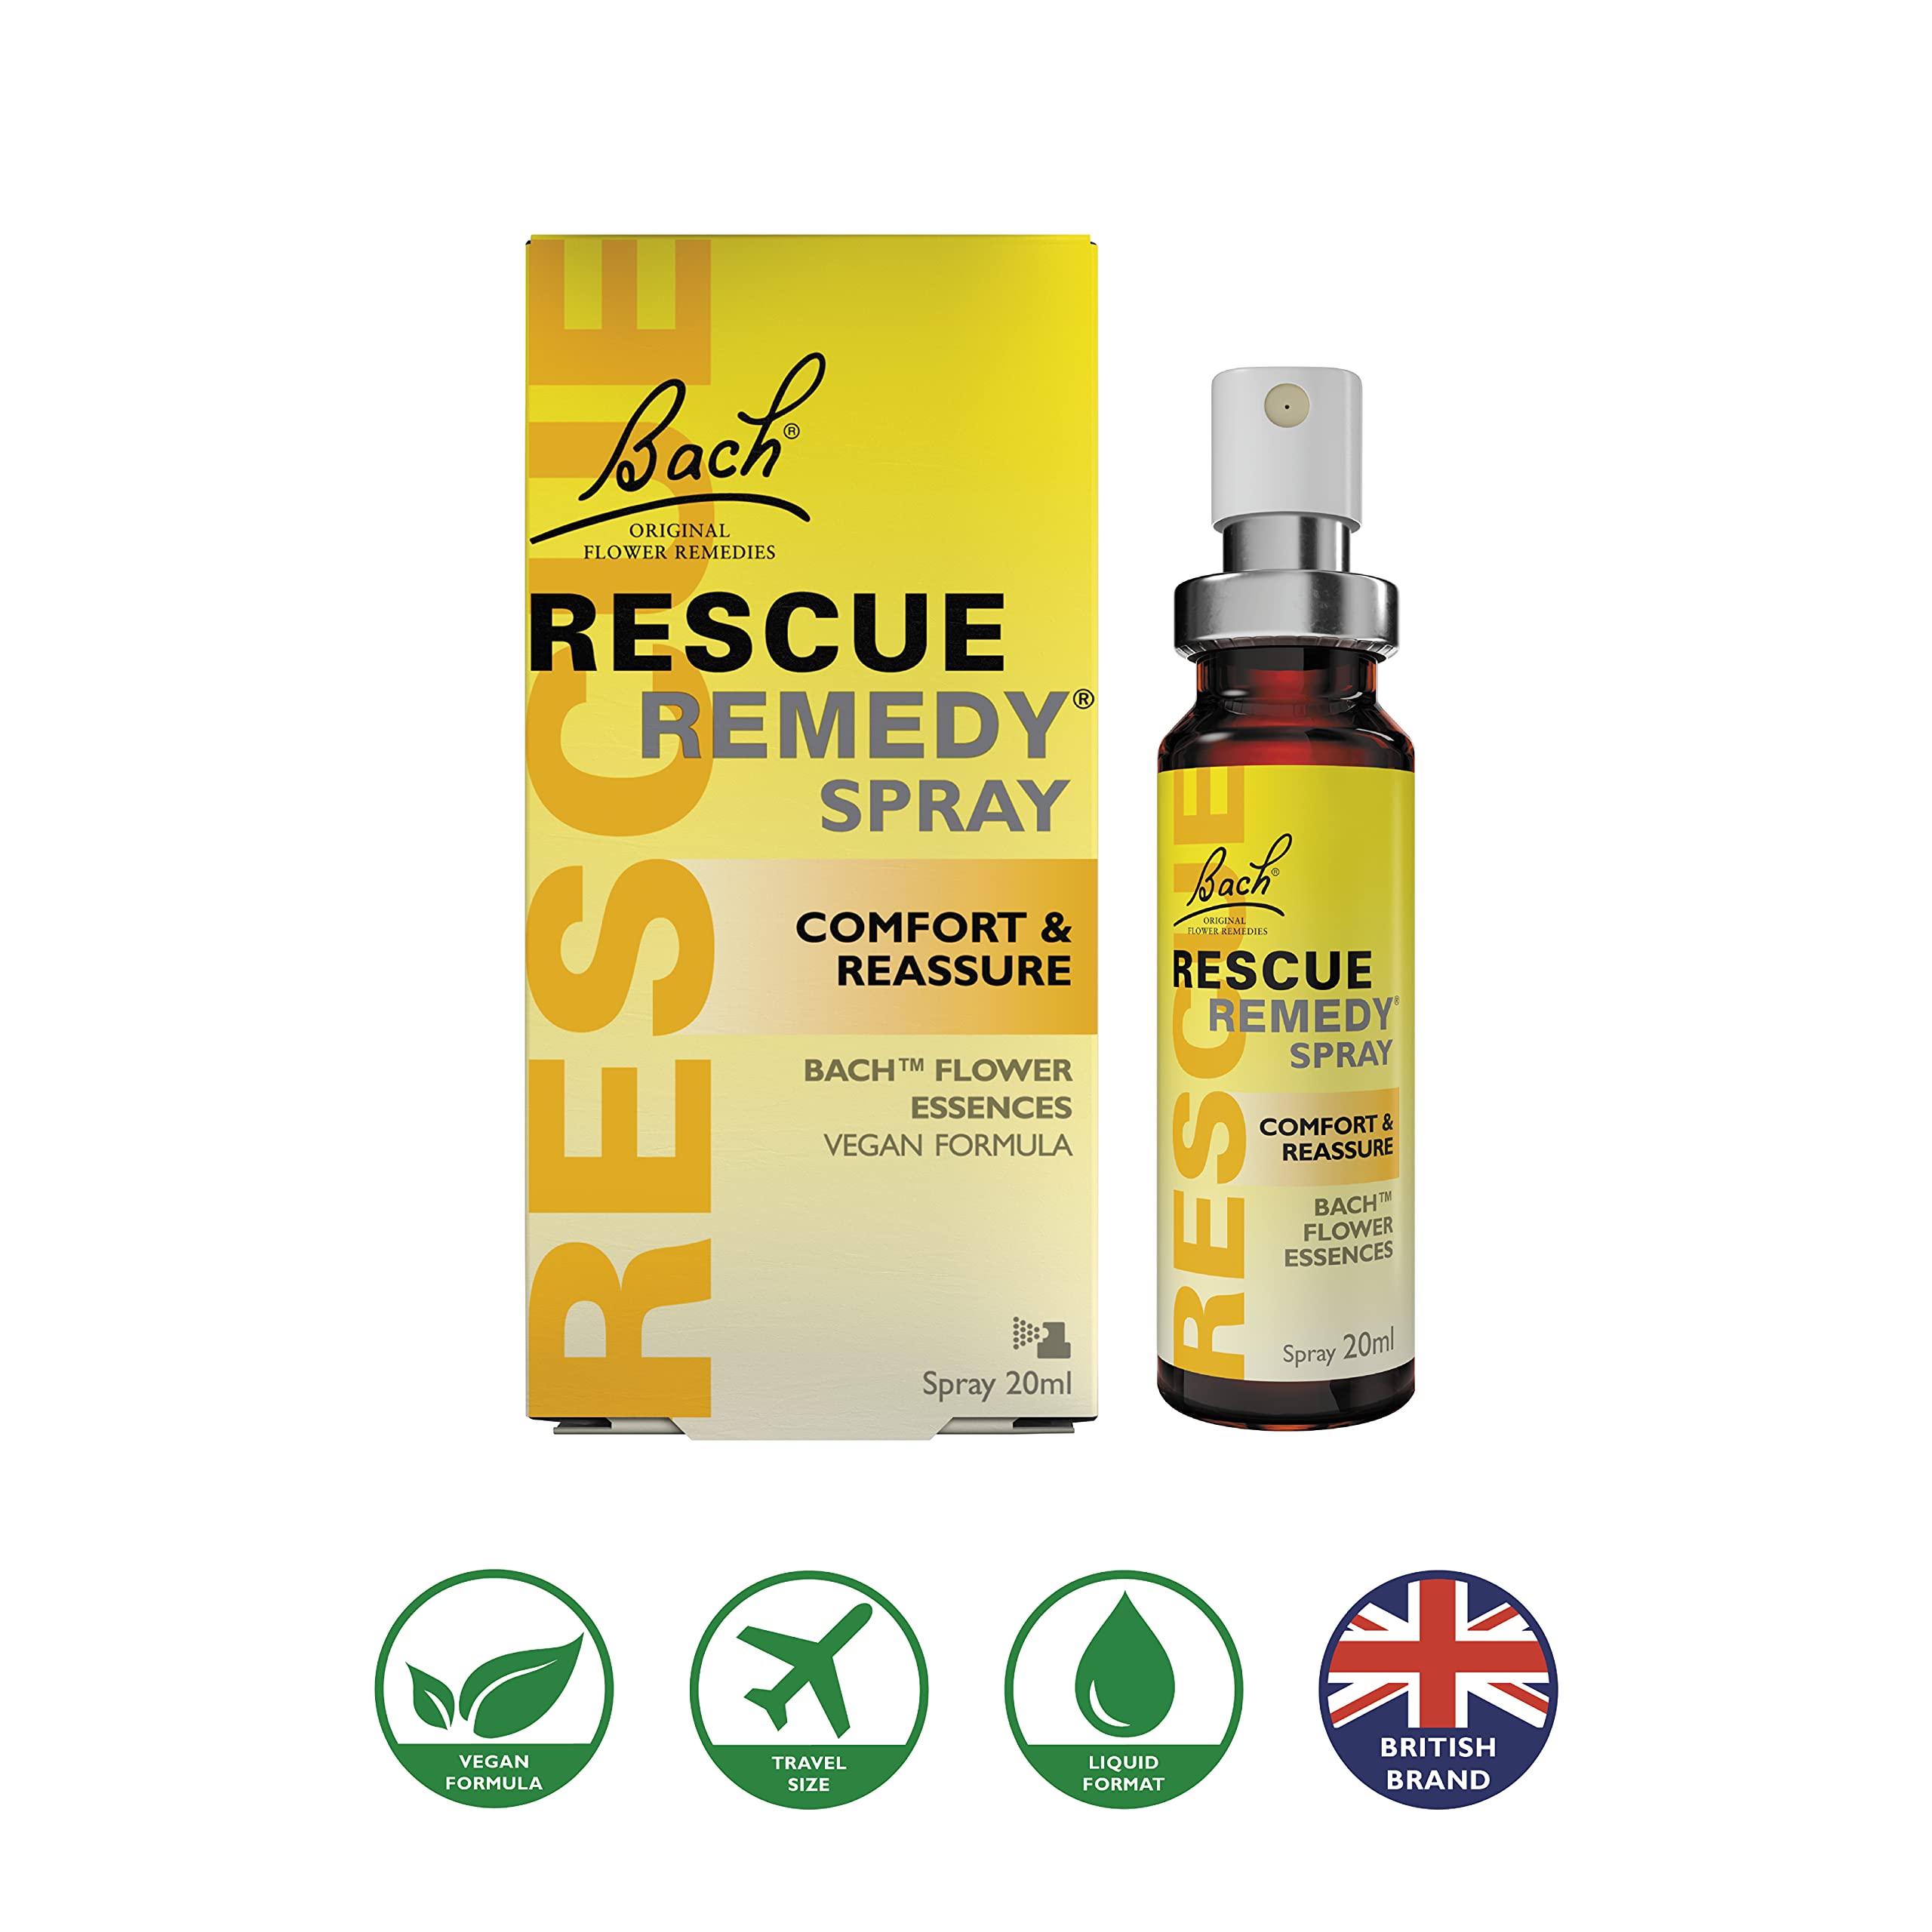 RESCUE
Bach®
ORIGINAL
FLOWER REMEDIES
RESCUE
REMEDY®
SPRAY
COMFORT &
REASSURE
BACH™ FLOWER
ESSENCES
VEGAN FORMULA
Spray 20ml
RESCUE
Bach®
ORIGINAL
FLOWER REMEDIES
RESCUE
REMEDY®
SPRAY
COMFORT &
REASSURE
BACH™
FLOWER
ESSENCES
Spray 20ml
VEGAN
FORMULA
TRAVEL
SIZE
LIQUID
FORMAT
BRITISH
BRAND